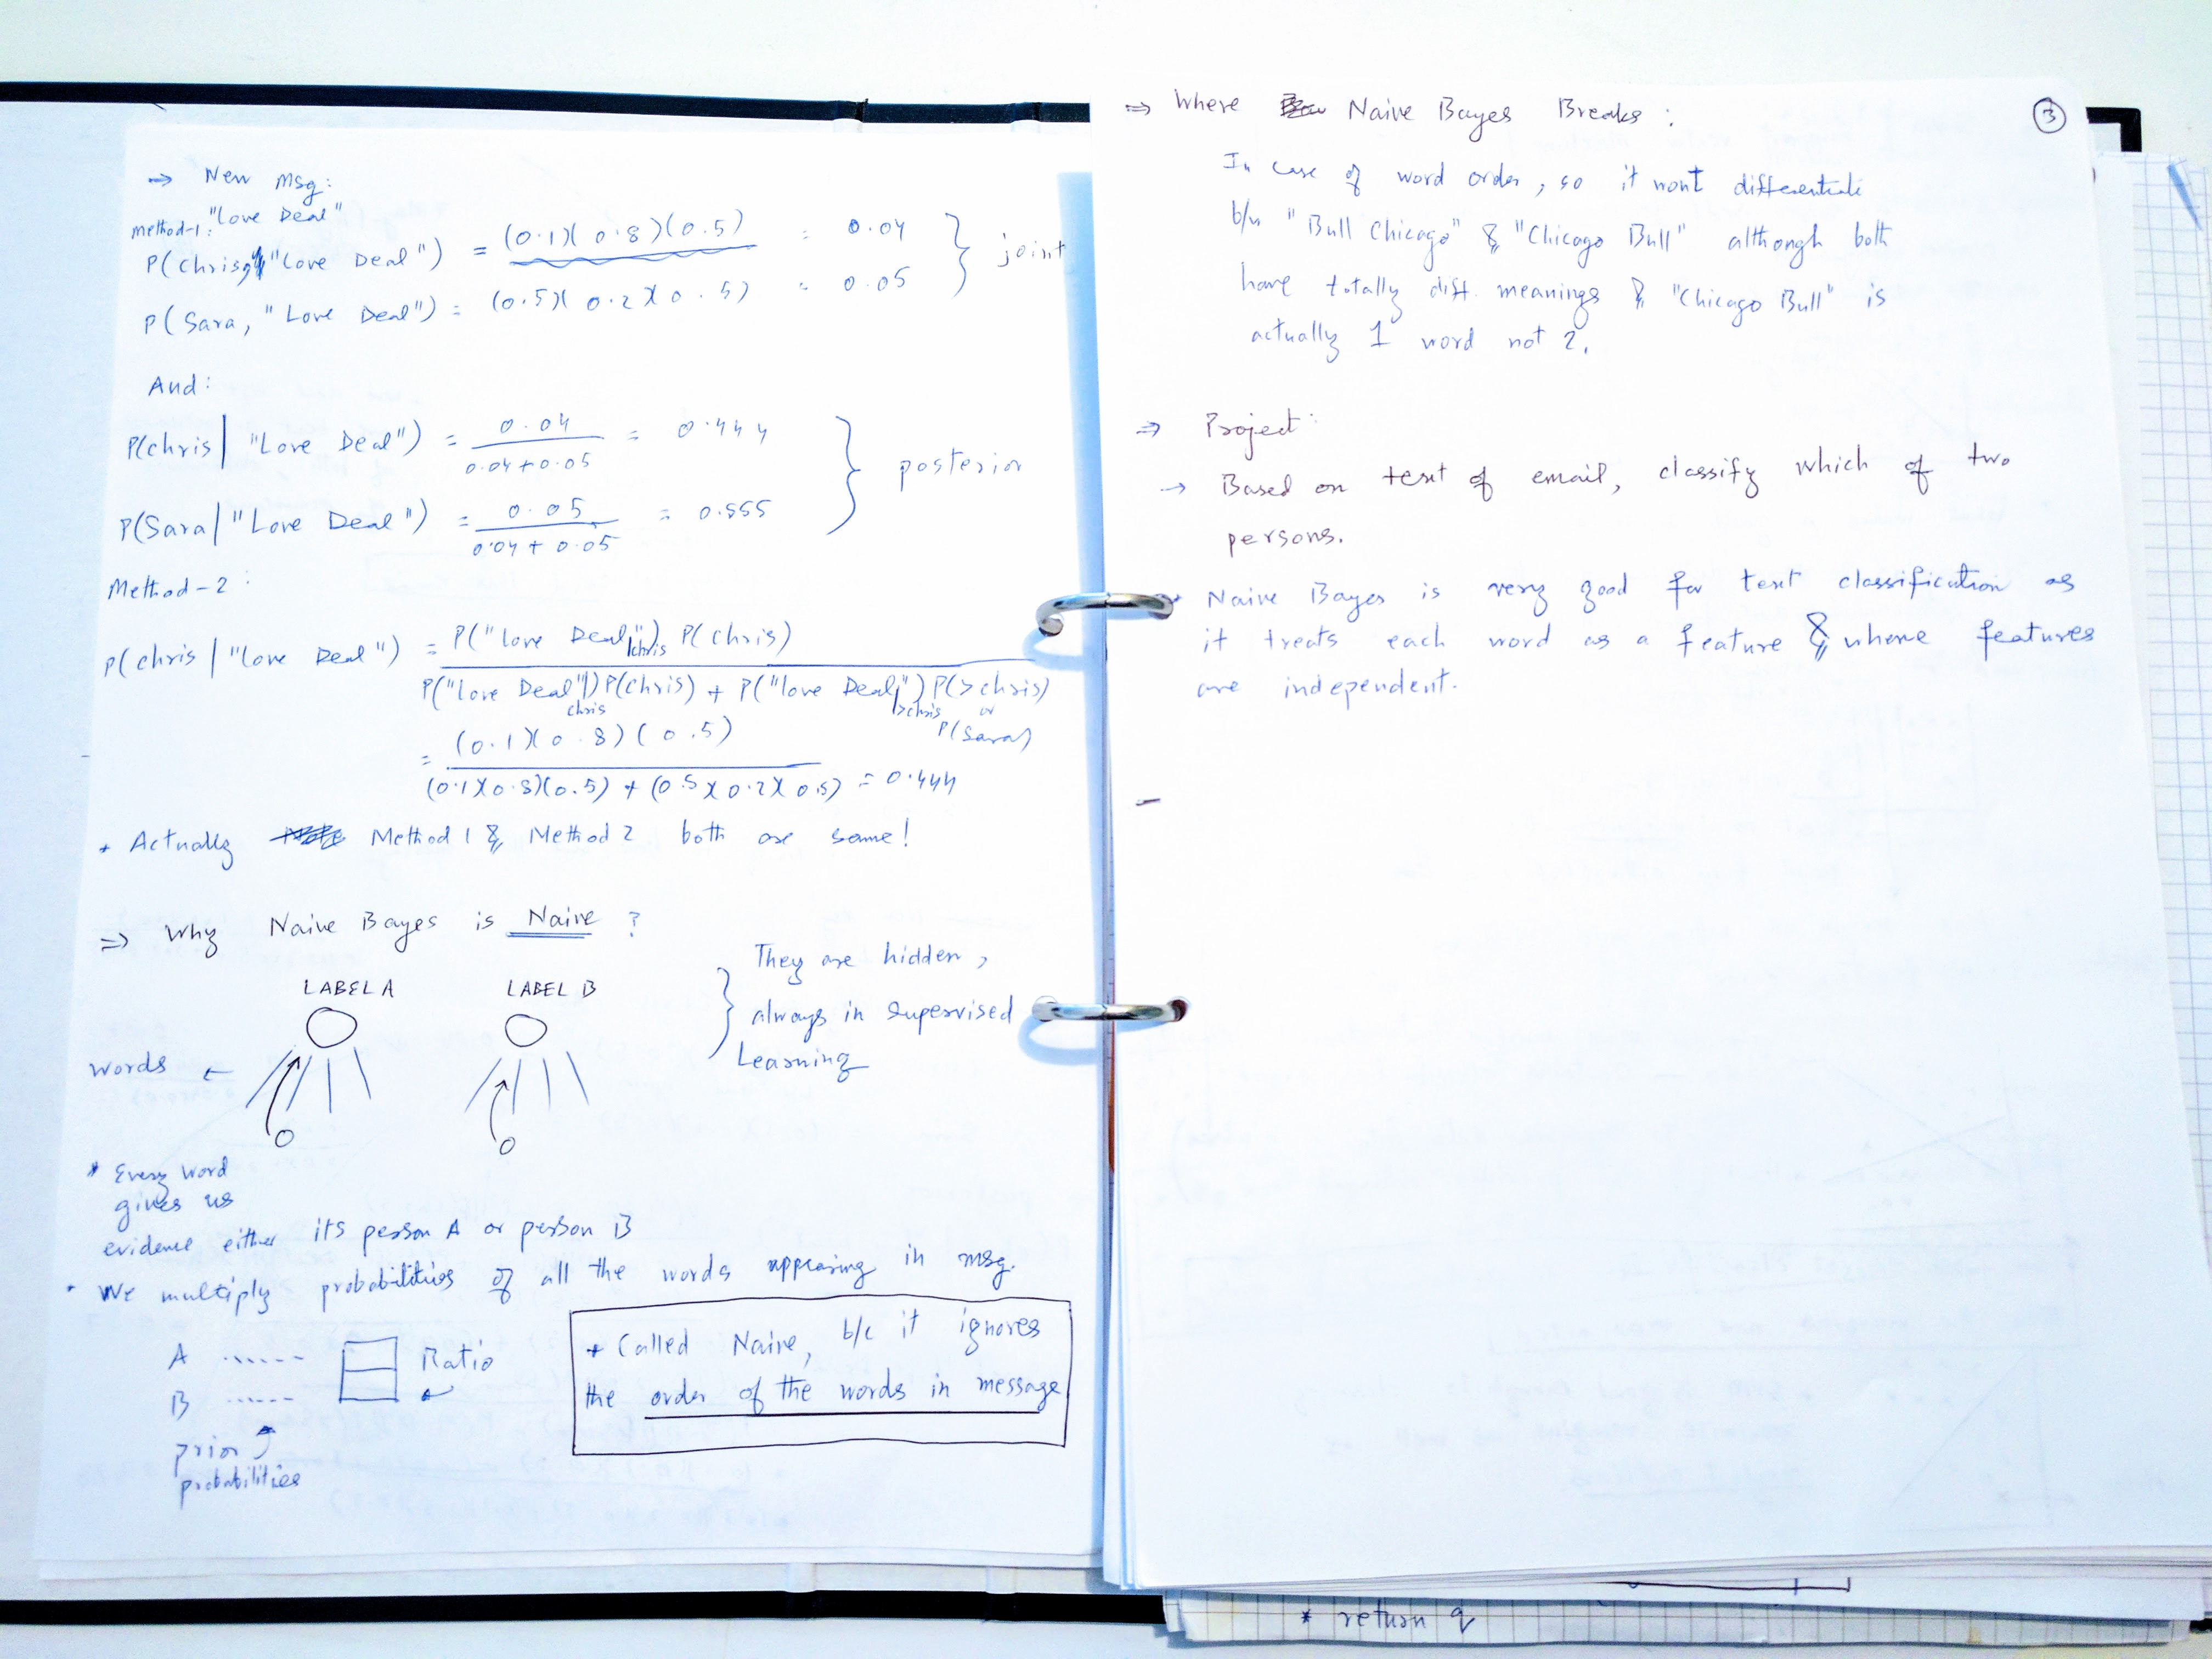 ⇒ New Msg:
"Love Deal"
Method-1:
P(Chris, "Love Deal") = (0.1)(0.8)(0.5) = 0.04
P(Sara, "Love Deal") = (0.5)(0.2)(0.5) = 0.05
joint
And:
P(chris | "Love Deal") = 0.04 / 0.04+0.05 = 0.444
P(Sara | "Love Deal") = 0.05 / 0.04+0.05 = 0.555
posterior
Method-2:
P(chris | "Love Deal") = P("love Deal"|chris) P(chris)
P("love Deal"|chris) P(chris) + P("love Deal"|>chris) P(>chris)
or
P(Sara)
= (0.1)(0.8)(0.5)
(0.1)(0.8)(0.5) + (0.5)(0.2)(0.5) = 0.444
* Actually Method 1 & Method 2 both are same!
⇒ Why Naive Bayes is Naive ?
LABEL A LABEL B
They are hidden,
always in supervised
Learning
words ←
* Every word
gives us
evidence either its person A or person B
* We multiply probabilities of all the words appearing in msg.
A ...... Ratio
B ......
prior
probabilities
* Called Naive, b/c it ignores
the order of the words in message
③
⇒ Where Naive Bayes Breaks :
In case of word order, so it wont differentiate
b/w "Bull Chicago" & "Chicago Bull" although both
have totally diff. meanings & "Chicago Bull" is
actually 1 word not 2.
⇒ Project:
→ Based on text of email, classify which of two
persons.
* Naive Bayes is very good for text classification as
it treats each word as a feature & where features
are independent.
* return q